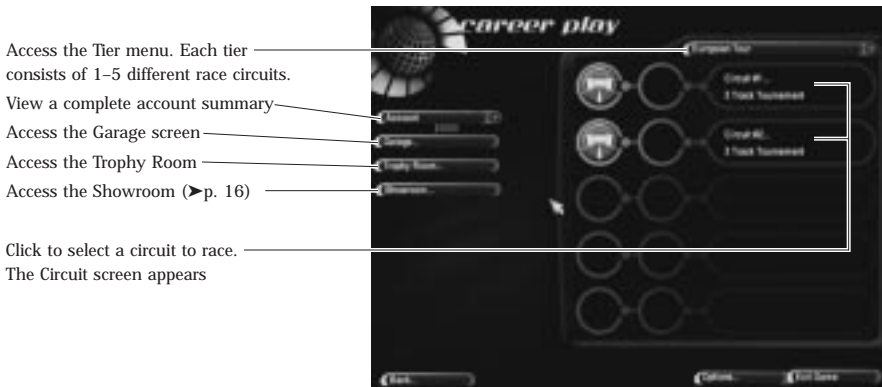 career play
Access the Tier menu. Each tier
consists of 1–5 different race circuits.
View a complete account summary
Access the Garage screen
Access the Trophy Room
Access the Showroom (➤p. 16)
Click to select a circuit to race.
The Circuit screen appears
European Tour
Circuit #1...
3 Track Tournament
Circuit #2...
3 Track Tournament
Account
Garage...
Trophy Room...
Showroom...
Back...
Options...
Exit Game